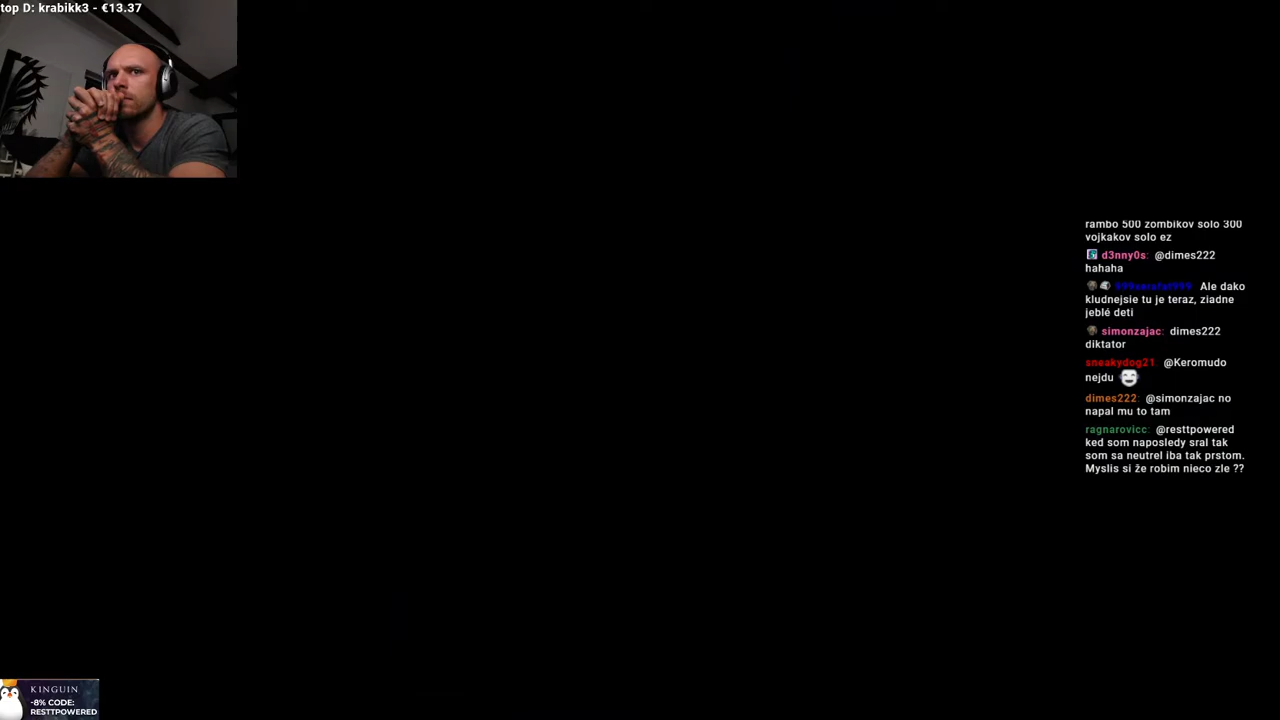 top D: krabikk3 - €13.37
rambo 500 zombikov solo 300
vojkakov solo ez
d3nny0s: @dimes222
hahaha
Ale dako
kludnejsie tu je teraz, ziadne
jeblé deti
simonzajac: dimes222
diktator
sneakydog21 @Keromudo
nejdu
dimes222: @simonzajac no
napal mu to tam
ragnarovicc: @resttpowered
ked som naposledy sral tak
som sa neutrel iba tak prstom.
Myslis si že robim nieco zle ??
KINGUIN
-8% CODE:
RESTTPOWERED